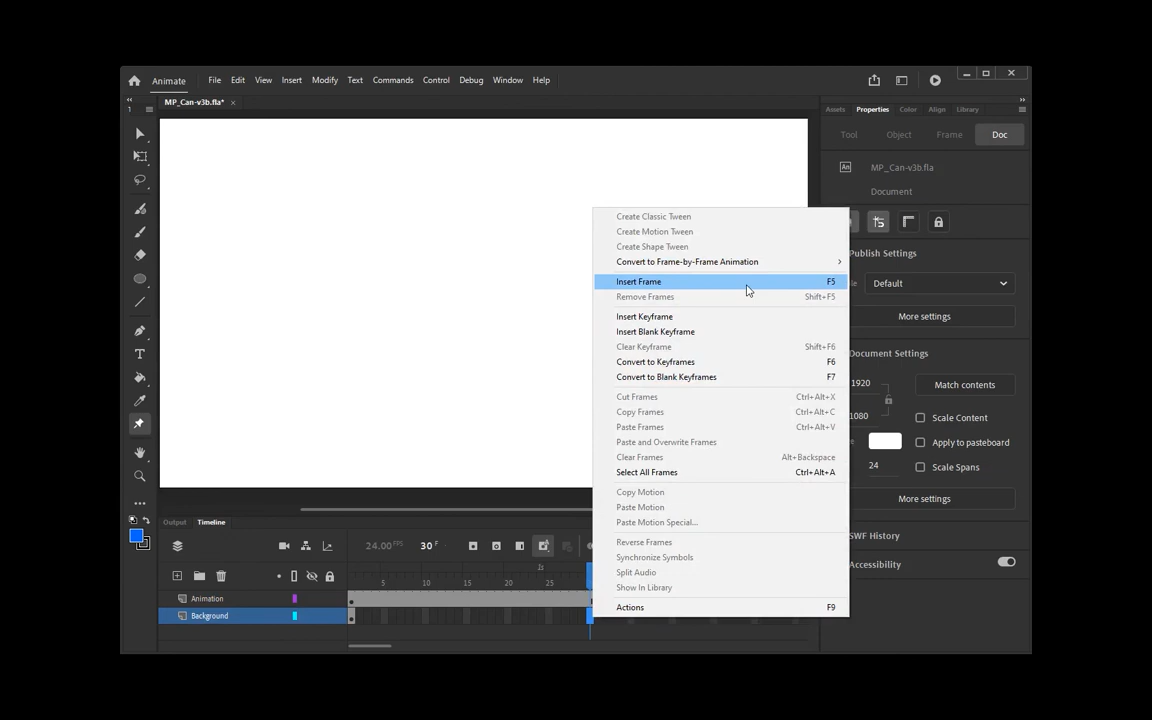 Animate File Edit View Insert Modify Text Commands Control Debug Window Help
MP_Can-v3b.fla*
1
Assets Properties Color Align Library
Tool Object Frame Doc
An MP_Can-v3b.fla
Document
Create Classic Tween
Create Motion Tween
Create Shape Tween
Convert to Frame-by-Frame Animation
Insert Frame F5
Remove Frames Shift+F5
Insert Keyframe
Insert Blank Keyframe
Clear Keyframe Shift+F6
Convert to Keyframes F6
Convert to Blank Keyframes F7
Cut Frames Ctrl+Alt+X
Copy Frames Ctrl+Alt+C
Paste Frames Ctrl+Alt+V
Paste and Overwrite Frames
Clear Frames Alt+Backspace
Select All Frames Ctrl+Alt+A
Copy Motion
Paste Motion
Paste Motion Special...
Reverse Frames
Synchronize Symbols
Split Audio
Show In Library
Actions F9
Publish Settings
Default
More settings
Document Settings
1920 Match contents
1080 Scale Content
Apply to pasteboard
24 Scale Spans
More settings
SWF History
Accessibility
Output Timeline
24.00 FPS 30 F
1s
5 10 15 20 25
Animation
Background